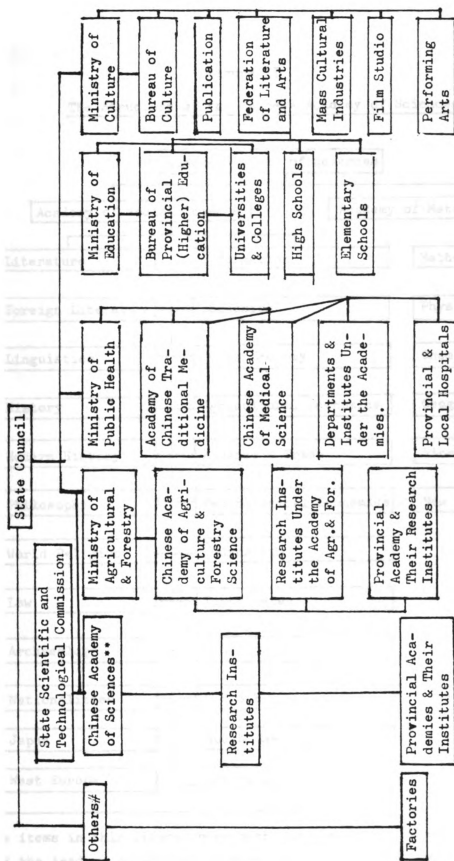 State Council
State Scientific and
Technological Commission
Others#
Factories
Chinese Academy
of Sciences**
Research Ins-
titutes
Provincial Aca-
demies & Their
Institutes
Ministry of
Agricultural
& Forestry
Chinese Aca-
demy of Agri-
culture &
Forestry
Science
Research Ins-
titutes Under
the Academy
of Agr.& For.
Provincial
Academy &
Their Research
Institutes
Ministry of
Public Health
Academy of
Chinese Tra-
ditional Me-
dicine
Chinese Academy
of Medical
Science
Departments &
Institutes Un-
der the Acade-
mies.
Provincial &
Local Hospitals
Ministry of
Education
Bureau of
Provincial
(Higher) Edu-
cation
Universities
& Colleges
High Schools
Elementary
Schools
Ministry of
Culture
Bureau of
Culture
Publication
Federation
of Literature
and Arts
Mass Cultural
Industries
Film Studio
Performing
Arts